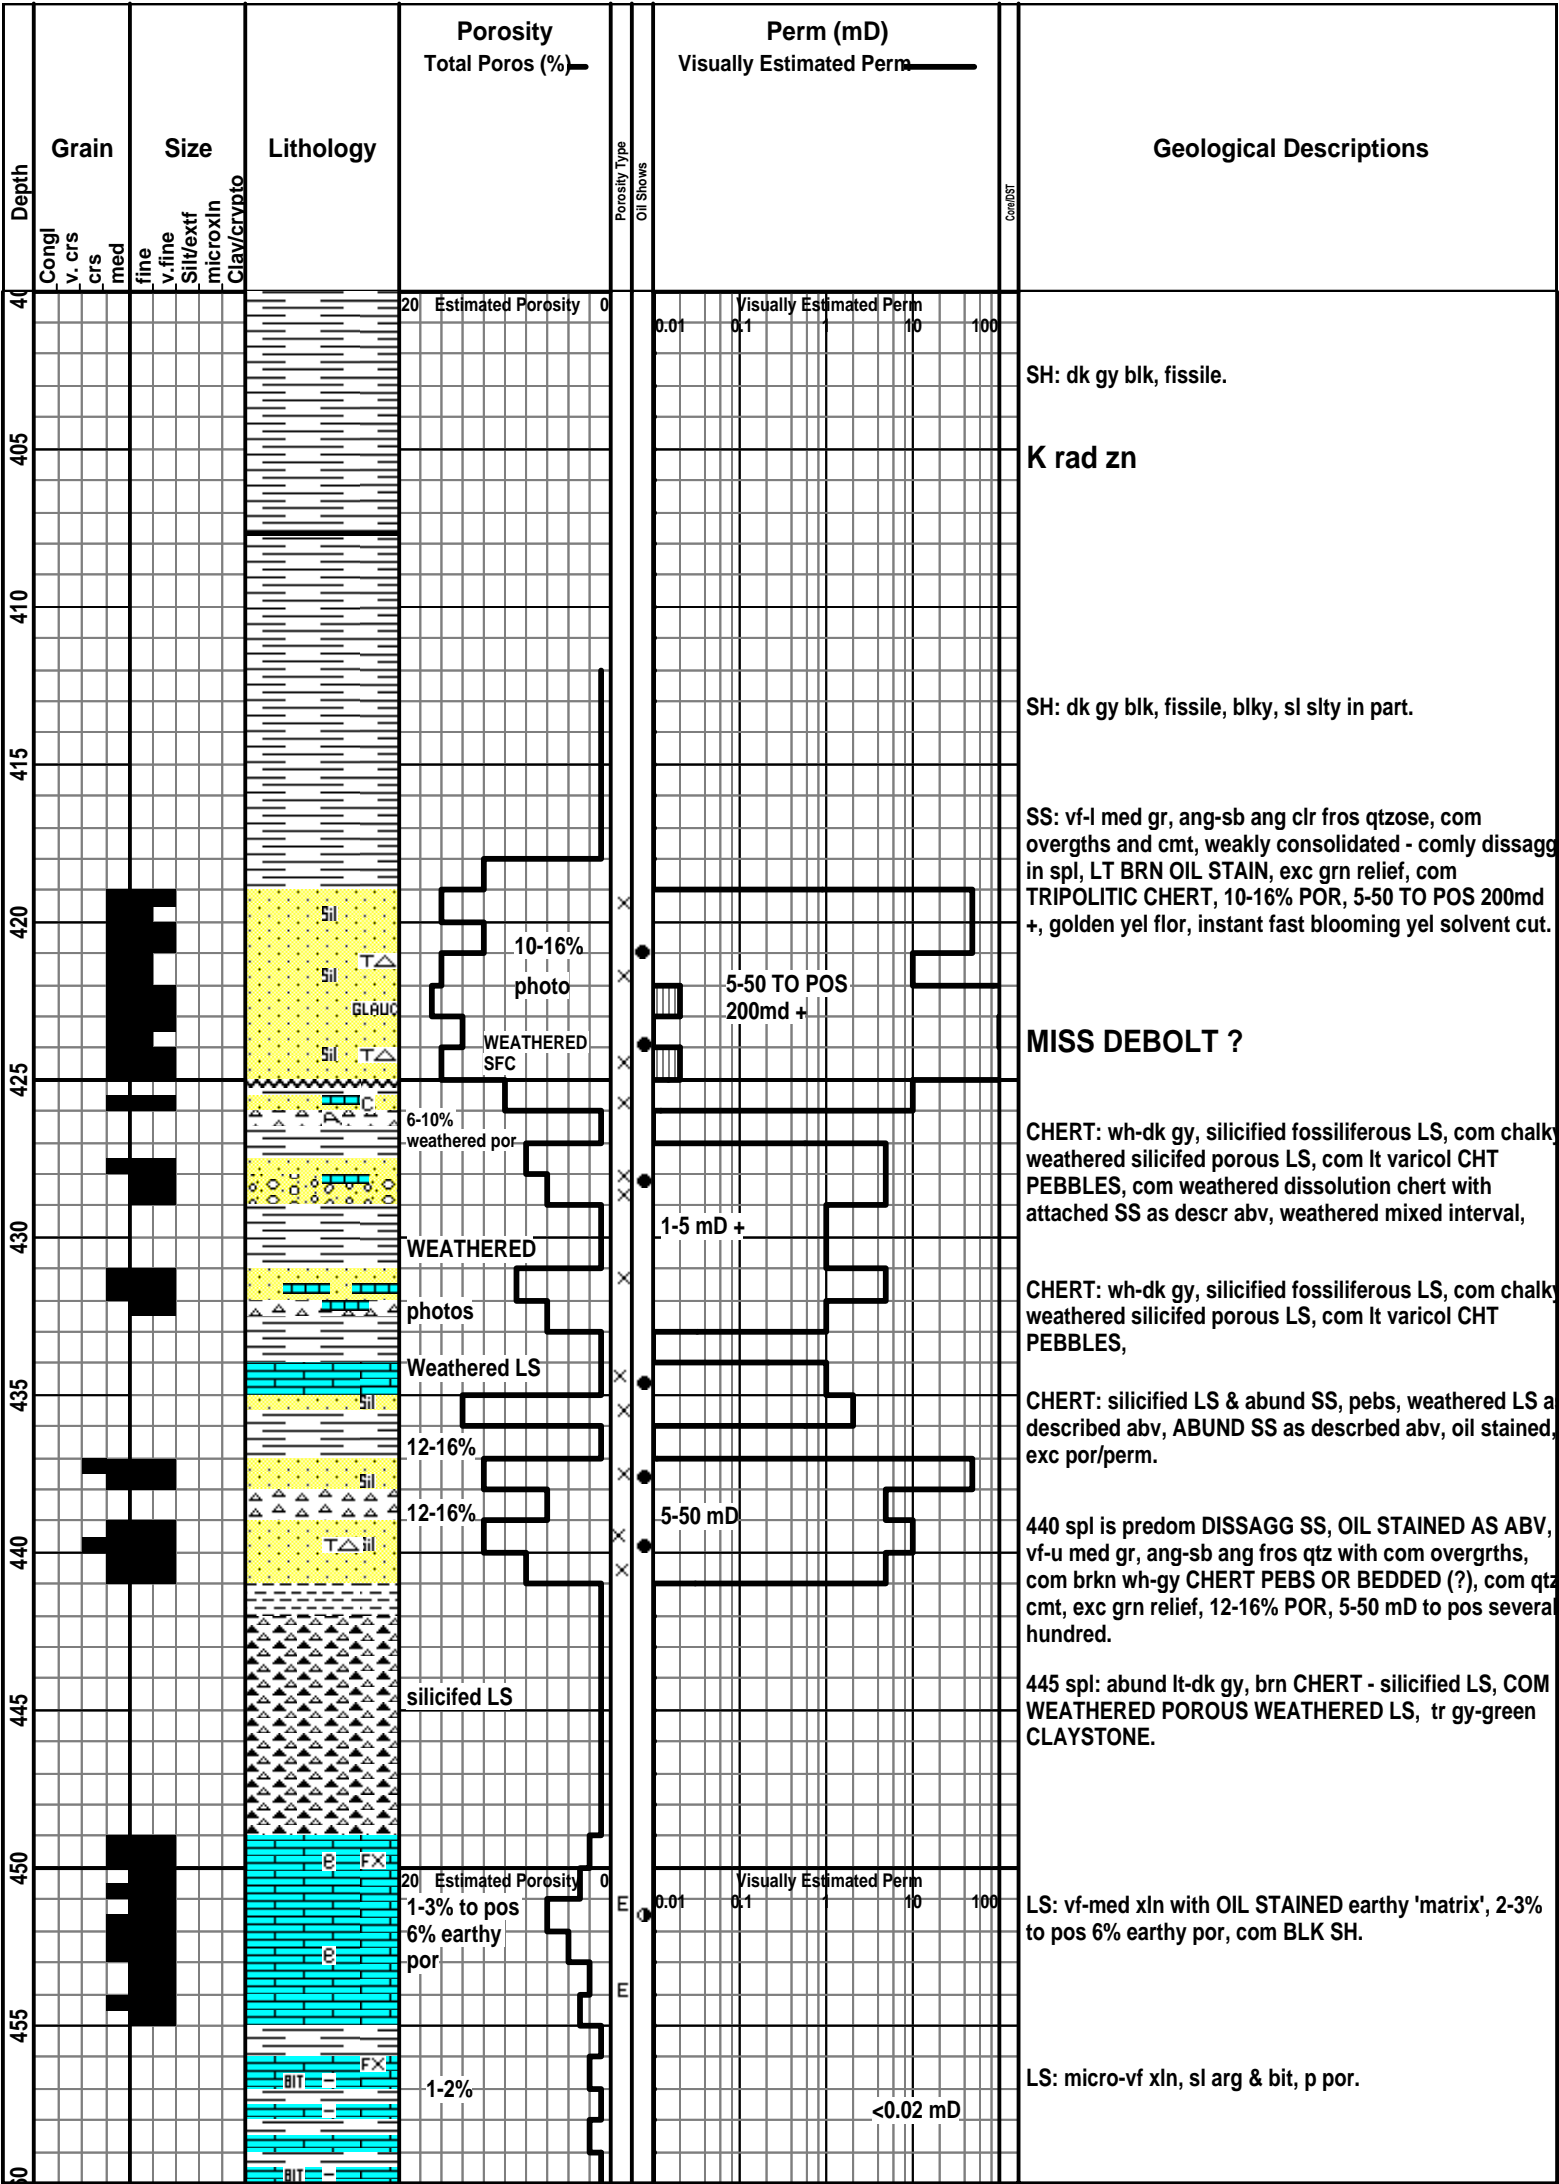 Porosity
Total Poros (%)
Perm (mD)
Visually Estimated Perm
Depth
Grain Size
Lithology
Porosity Type
Oil Shows
Core/DST
Geological Descriptions
Congl
v. crs
crs
med
fine
v.fine
Silt/extf
microxln
Clay/crypto
40
20 Estimated Porosity 0
Visually Estimated Perm
0.01 0.1 1 10 100
SH: dk gy blk, fissile.
405
K rad zn
410
SH: dk gy blk, fissile, blky, sl slty in part.
415
SS: vf-l med gr, ang-sb ang clr fros qtzose, com
overgths and cmt, weakly consolidated - comly dissagg
in spl, LT BRN OIL STAIN, exc grn relief, com
TRIPOLITIC CHERT, 10-16% POR, 5-50 TO POS 200md
+, golden yel flor, instant fast blooming yel solvent cut.
Sil
420
10-16%
T
Sil
photo
5-50 TO POS
200md +
GLAUC
WEATHERED
SFC
MISS DEBOLT ?
Sil T
425
C
A
6-10%
weathered por
CHERT: wh-dk gy, silicified fossiliferous LS, com chalky
weathered silicifed porous LS, com lt varicol CHT
PEBBLES, com weathered dissolution chert with
attached SS as descr abv, weathered mixed interval,
430
WEATHERED
1-5 mD +
photos
CHERT: wh-dk gy, silicified fossiliferous LS, com chalky
weathered silicifed porous LS, com lt varicol CHT
PEBBLES,
Weathered LS
435
Sil
CHERT: silicified LS & abund SS, pebs, weathered LS a
described abv, ABUND SS as descrbed abv, oil stained,
exc por/perm.
12-16%
Sil
12-16%
5-50 mD
440
T Sil
440 spl is predom DISSAGG SS, OIL STAINED AS ABV,
vf-u med gr, ang-sb ang fros qtz with com overgrths,
com brkn wh-gy CHERT PEBS OR BEDDED (?), com qtz
cmt, exc grn relief, 12-16% POR, 5-50 mD to pos several
hundred.
445
silicifed LS
445 spl: abund lt-dk gy, brn CHERT - silicified LS, COM
WEATHERED POROUS WEATHERED LS, tr gy-green
CLAYSTONE.
450
FX
20 Estimated Porosity 0
Visually Estimated Perm
0.01 0.1 1 10 100
1-3% to pos
6% earthy
por
E
LS: vf-med xln with OIL STAINED earthy 'matrix', 2-3%
to pos 6% earthy por, com BLK SH.
E
455
FX
BIT
1-2%
<0.02 mD
LS: micro-vf xln, sl arg & bit, p por.
BIT
60